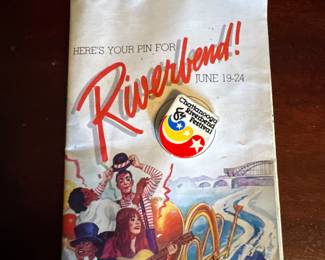 HERE'S YOUR PIN FOR
Riverbend!
JUNE 19-24
Chattanooga
Riverbend
Festival